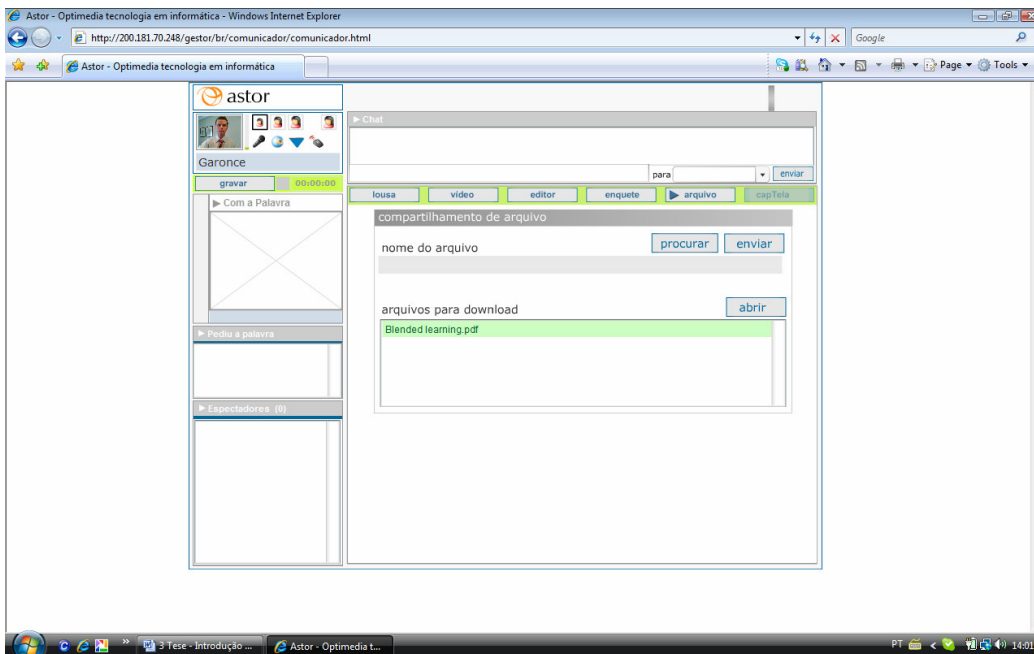 Astor - Optimedia tecnologia em informática - Windows Internet Explorer
http://200.181.70.248/gestor/br/comunicador/comunicador.html
Google
Astor - Optimedia tecnologia em informática
Page
Tools
astor
Garonce
gravar 00:00:00
Com a Palavra
Pediu a palavra
Espectadores (0)
Chat
para
enviar
lousa video editor enquete arquivo capTela
compartilhamento de arquivo
nome do arquivo procurar enviar
arquivos para download abrir
Blended learning.pdf
3 Tese - Introdução ...
Astor - Optimedia t...
PT
14:01